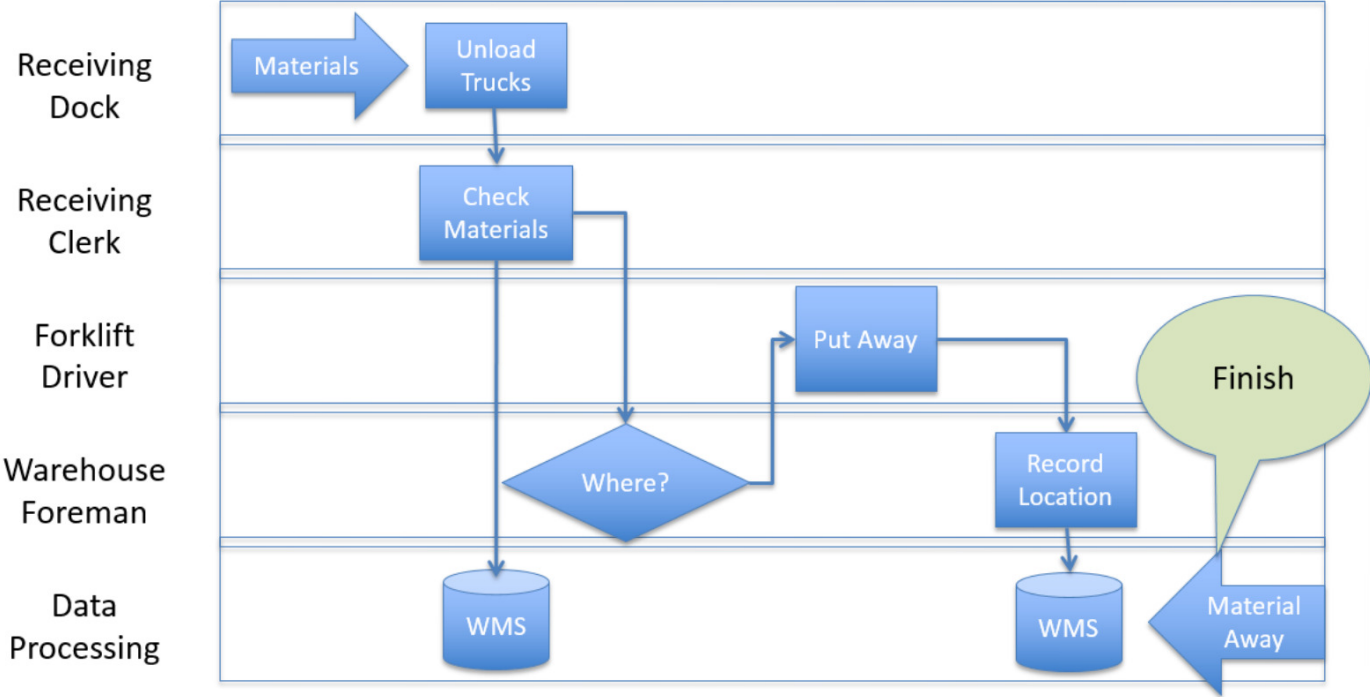 Receiving
Dock
Materials
Unload
Trucks
Receiving
Clerk
Check
Materials
Forklift
Driver
Put Away
Finish
Warehouse
Foreman
Where?
Record
Location
Data
Processing
WMS
WMS
Material
Away